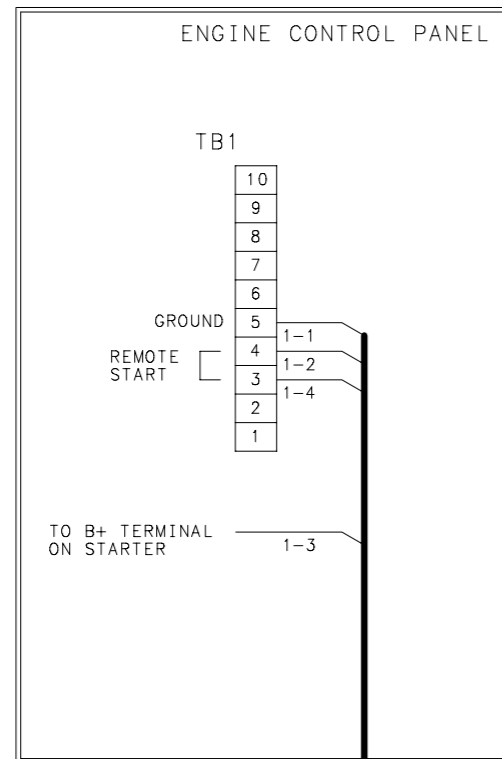 ENGINE CONTROL PANEL
TB1
10
9
8
7
6
GROUND 5
1-1
REMOTE 4
1-2
START 3
1-4
2
1
TO B+ TERMINAL
ON STARTER
1-3